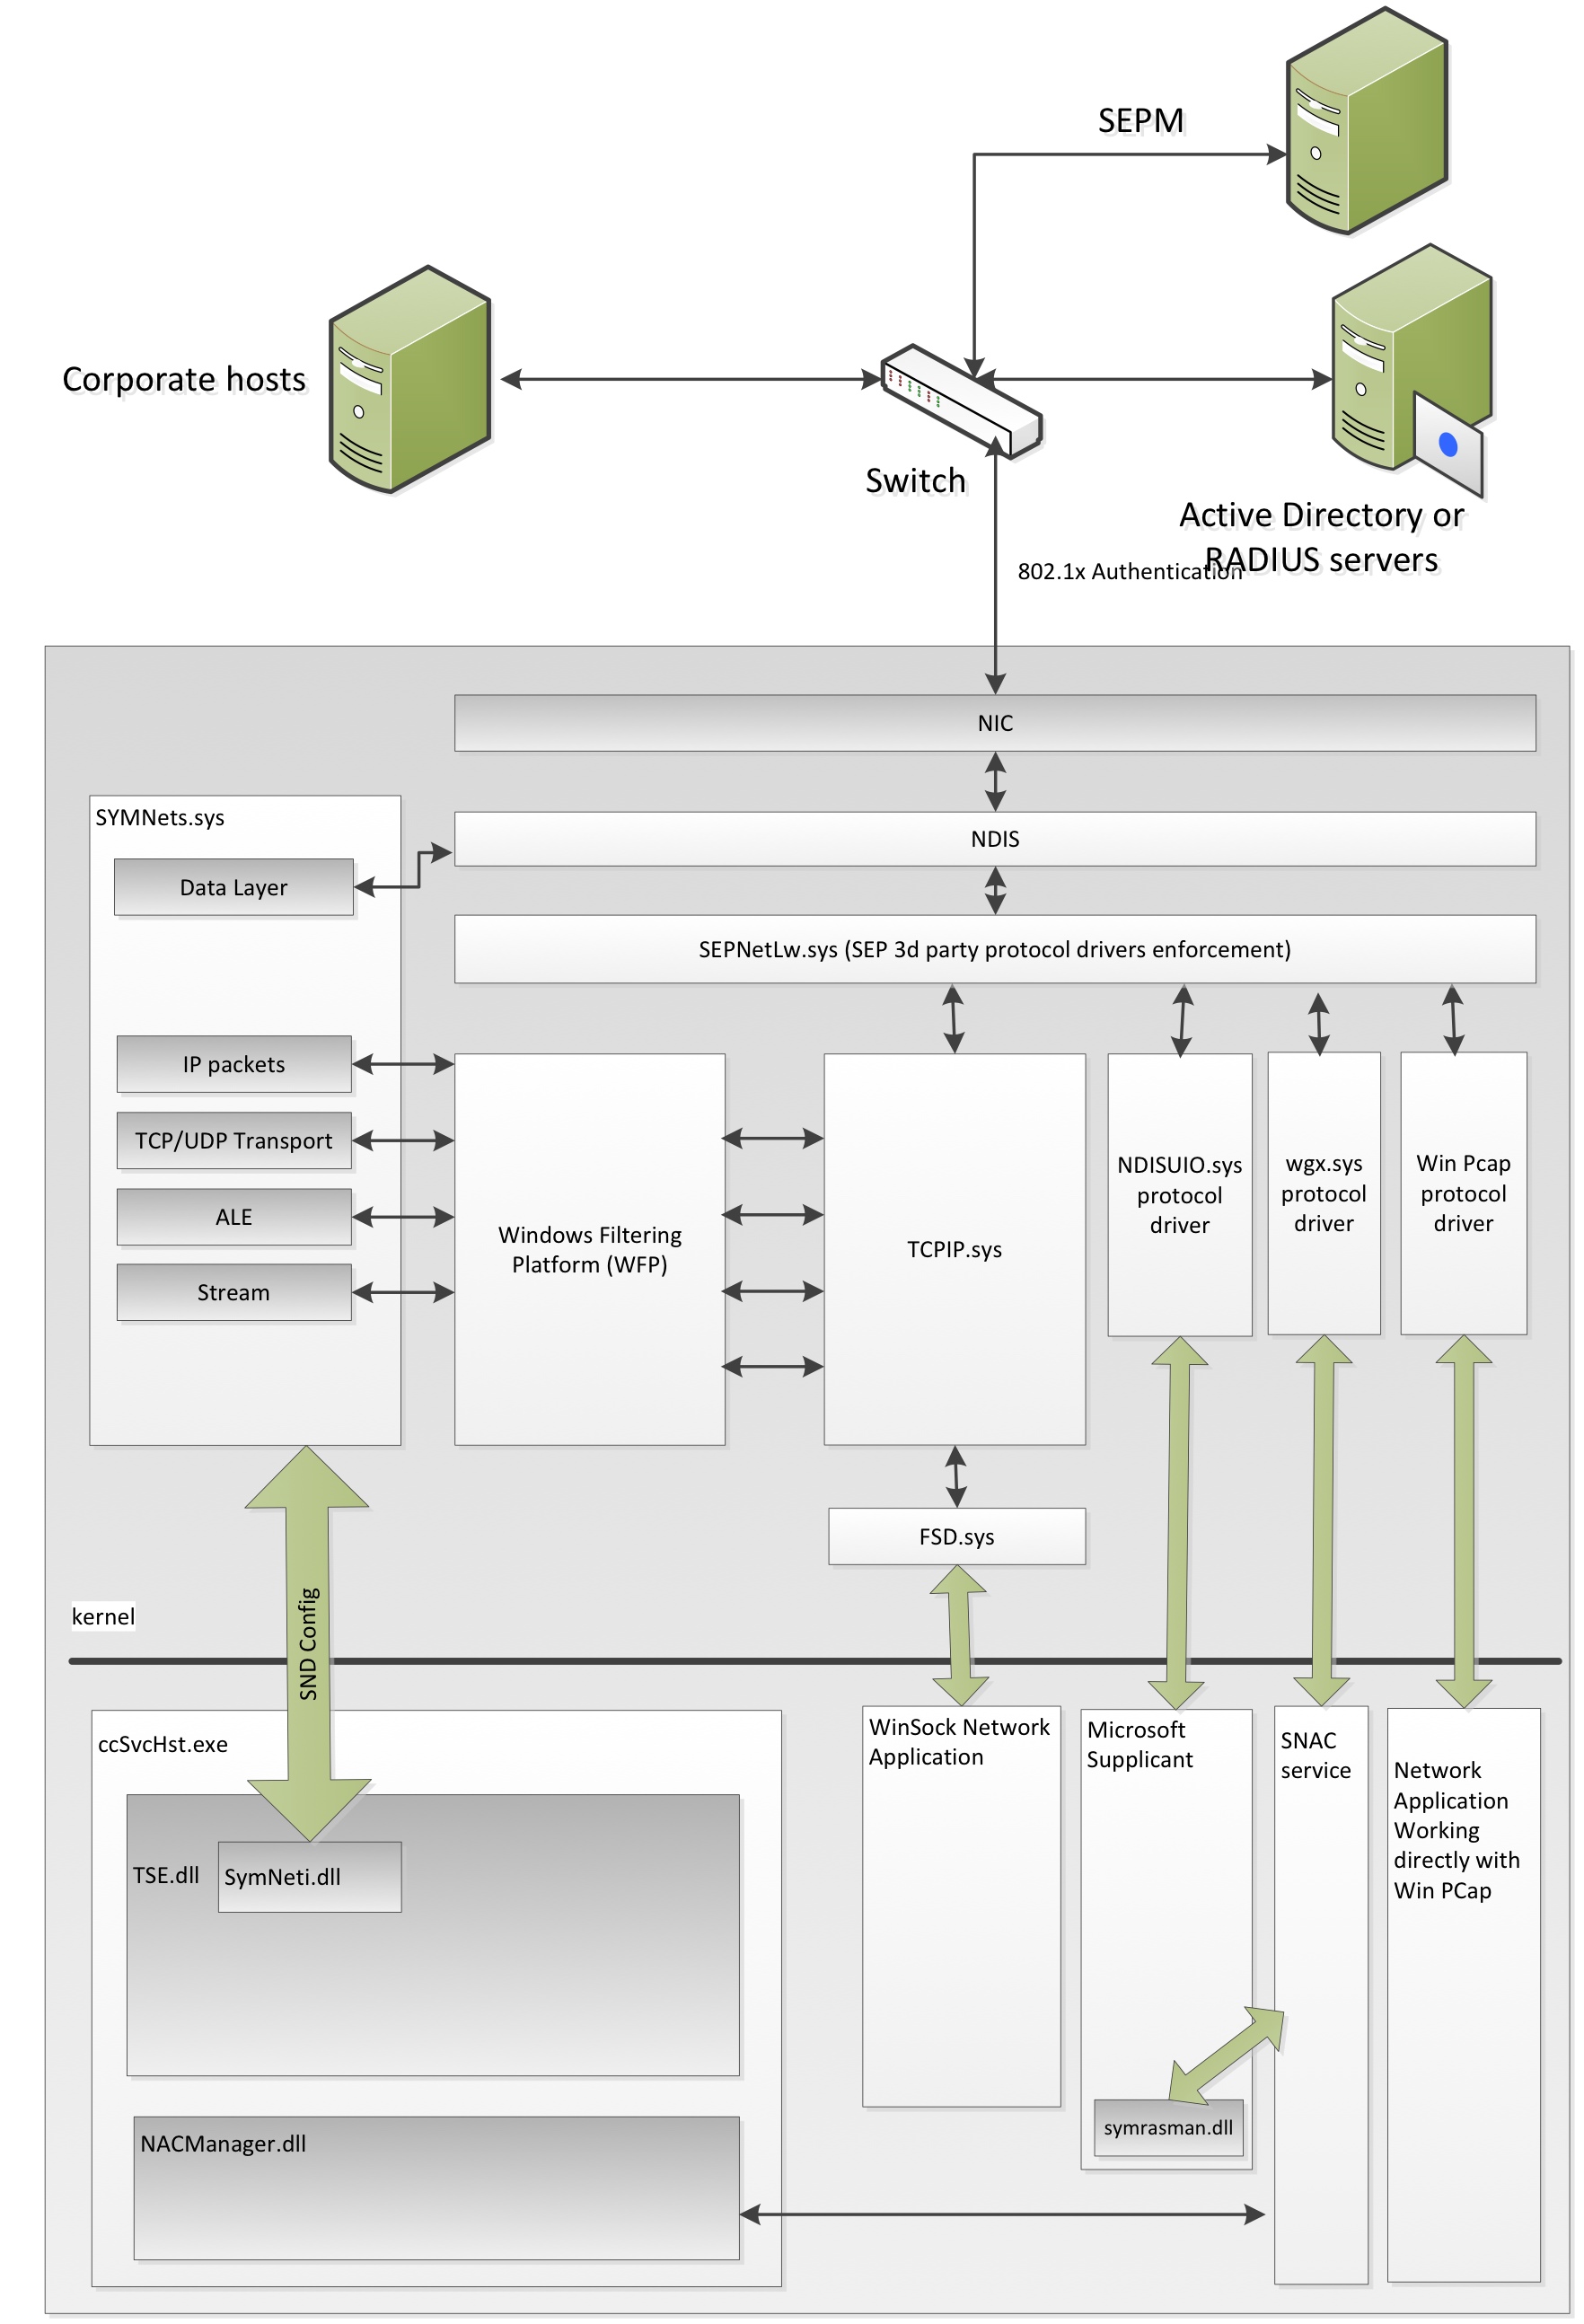 SEPM
Corporate hosts
Switch
Active Directory or
RADIUS servers
802.1x Authentication
NIC
SYMNets.sys
NDIS
Data Layer
SEPNetLw.sys (SEP 3d party protocol drivers enforcement)
IP packets
TCP/UDP Transport
ALE
Stream
Windows Filtering
Platform (WFP)
TCPIP.sys
NDISUIO.sys
protocol
driver
wgx.sys
protocol
driver
Win Pcap
protocol
driver
FSD.sys
kernel
SND Config
ccSvcHst.exe
TSE.dll
SymNeti.dll
NACManager.dll
WinSock Network
Application
Microsoft
Supplicant
symrasman.dll
SNAC
service
Network
Application
Working
directly with
Win PCap